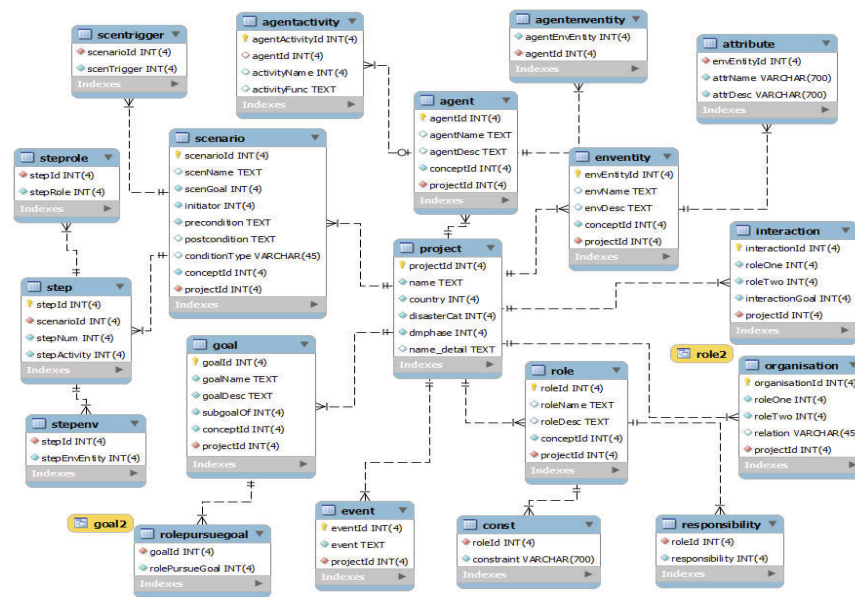 scentrigger
scenarioId INT(4)
scenTrigger INT(4)
Indexes
agentactivity
agentActivityId INT(4)
agentId INT(4)
activityName INT(4)
activityFunc TEXT
Indexes
agentenventity
agentEnvEntity INT(4)
agentId INT(4)
Indexes
attribute
envEntityId INT(4)
attrName VARCHAR(700)
attrDesc VARCHAR(700)
Indexes
agent
agentId INT(4)
agentName TEXT
agentDesc TEXT
conceptId INT(4)
projectId INT(4)
Indexes
scenario
scenarioId INT(4)
scenName TEXT
scenGoal INT(4)
initiator INT(4)
precondition TEXT
postcondition TEXT
conditionType VARCHAR(45)
conceptId INT(4)
projectId INT(4)
Indexes
steprole
stepId INT(4)
stepRole INT(4)
Indexes
enventity
envEntityId INT(4)
envName TEXT
envDesc TEXT
conceptId INT(4)
projectId INT(4)
Indexes
interaction
interactionId INT(4)
roleOne INT(4)
roleTwo INT(4)
interactionGoal INT(4)
projectId INT(4)
Indexes
project
projectId INT(4)
name TEXT
country INT(4)
disasterCat INT(4)
dmphase INT(4)
name_detail TEXT
Indexes
step
stepId INT(4)
scenarioId INT(4)
stepNum INT(4)
stepActivity INT(4)
Indexes
goal
goalId INT(4)
goalName TEXT
goalDesc TEXT
subgoalOf INT(4)
conceptId INT(4)
projectId INT(4)
Indexes
role2
role
roleId INT(4)
roleName TEXT
roleDesc TEXT
conceptId INT(4)
projectId INT(4)
Indexes
organisation
organisationId INT(4)
roleOne INT(4)
roleTwo INT(4)
relation VARCHAR(45)
projectId INT(4)
Indexes
stepenv
stepId INT(4)
stepEnvEntity INT(4)
Indexes
goal2
rolepursuegoal
goalId INT(4)
rolePursueGoal INT(4)
Indexes
event
eventId INT(4)
event TEXT
projectId INT(4)
Indexes
const
roleId INT(4)
constraint VARCHAR(700)
Indexes
responsibility
roleId INT(4)
responsibility INT(4)
Indexes